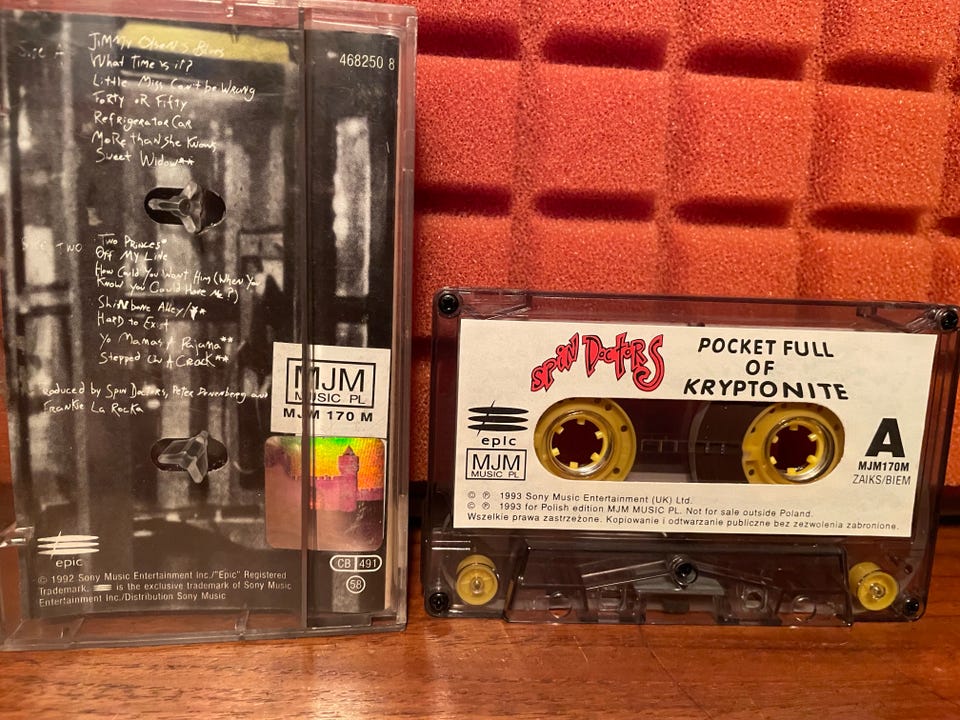 Side A
Jimmy Olsen's Blues
What Time is it?
Little Miss Can't be Wrong
Forty or Fifty
Refrigerator Car
More than she Knows
Sweet Widow**
468250 8
Side Two
Two Princes*
Off My Line
How Could You Want Him (When You
Know you Could Have Me?)
Shinbone Alley/**
Hard to Exist
Yo Mamas A Pajama**
Stepped On A Crack**
Produced by Spin Doctors, Peter Denenberg and
Frankie La Rocka
MJM
MUSIC PL
MJM 170 M
epic
© 1992 Sony Music Entertainment Inc./"Epic" Registered
Trademark, is the exclusive trademark of Sony Music
Entertainment Inc./Distribution Sony Music
CB 491
58
SPIN DOCTORS
POCKET FULL
OF
KRYPTONITE
epic
MJM
MUSIC PL
A
MJM170M
ZAIKS/BIEM
© ℗ 1993 Sony Music Entertainment (UK) Ltd.
© ℗ 1993 for Polish edition MJM MUSIC PL. Not for sale outside Poland.
Wszelkie prawa zastrzeżone. Kopiowanie i odtwarzanie publiczne bez zezwolenia zabronione.